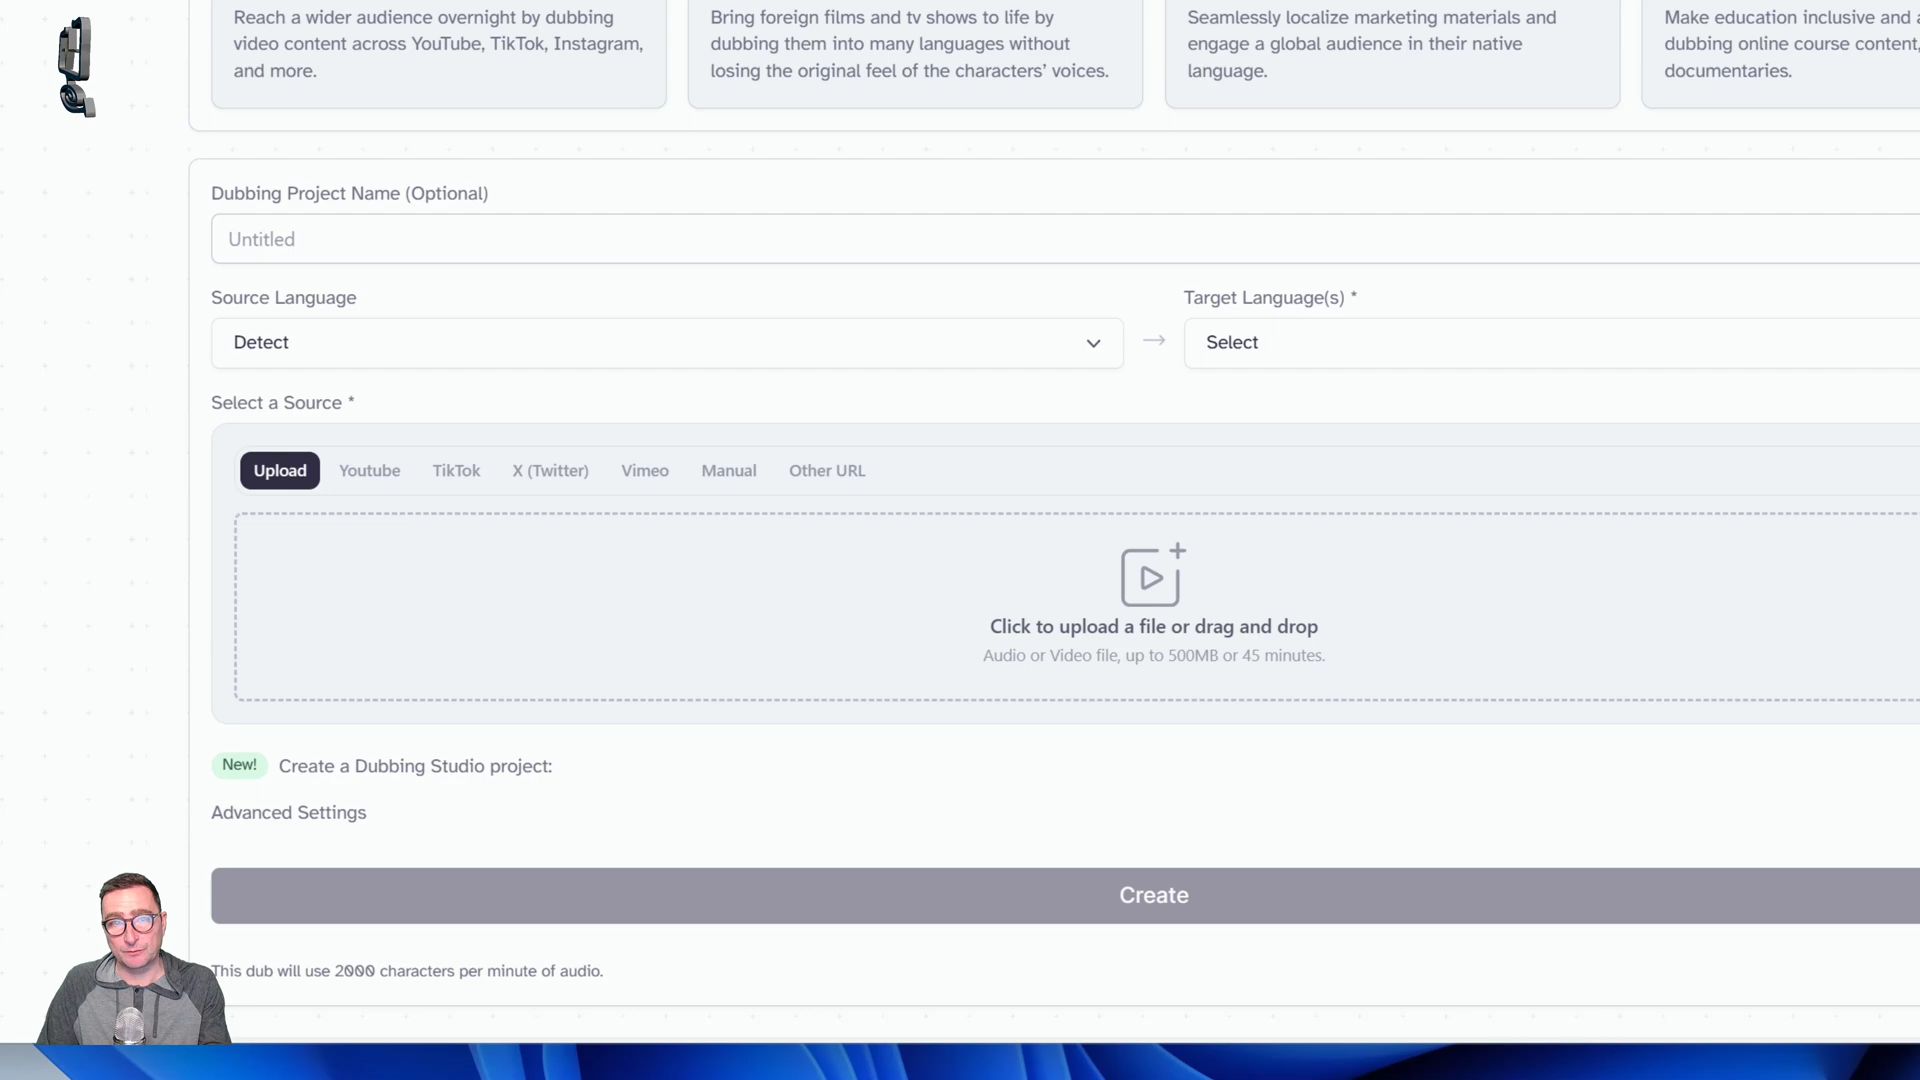 Reach a wider audience overnight by dubbing
video content across YouTube, TikTok, Instagram,
and more.
Bring foreign films and tv shows to life by
dubbing them into many languages without
losing the original feel of the characters’ voices.
Seamlessly localize marketing materials and
engage a global audience in their native
language.
Make education inclusive and
dubbing online course content,
documentaries.
Dubbing Project Name (Optional)
Untitled
Source Language
Target Language(s) *
Detect
Select
Select a Source *
Upload Youtube TikTok X (Twitter) Vimeo Manual Other URL
Click to upload a file or drag and drop
Audio or Video file, up to 500MB or 45 minutes.
New! Create a Dubbing Studio project:
Advanced Settings
Create
This dub will use 2000 characters per minute of audio.